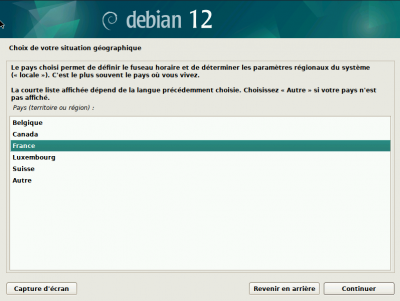 debian 12
Choix de votre situation géographique
Le pays choisi permet de définir le fuseau horaire et de déterminer les paramètres régionaux du système
(« locale »). C'est le plus souvent le pays où vous vivez.
La courte liste affichée dépend de la langue précédemment choisie. Choisissez « Autre » si votre pays n'est
pas affiché.
Pays (territoire ou région) :
Belgique
Canada
France
Luxembourg
Suisse
Autre
Capture d'écran
Revenir en arrière
Continuer